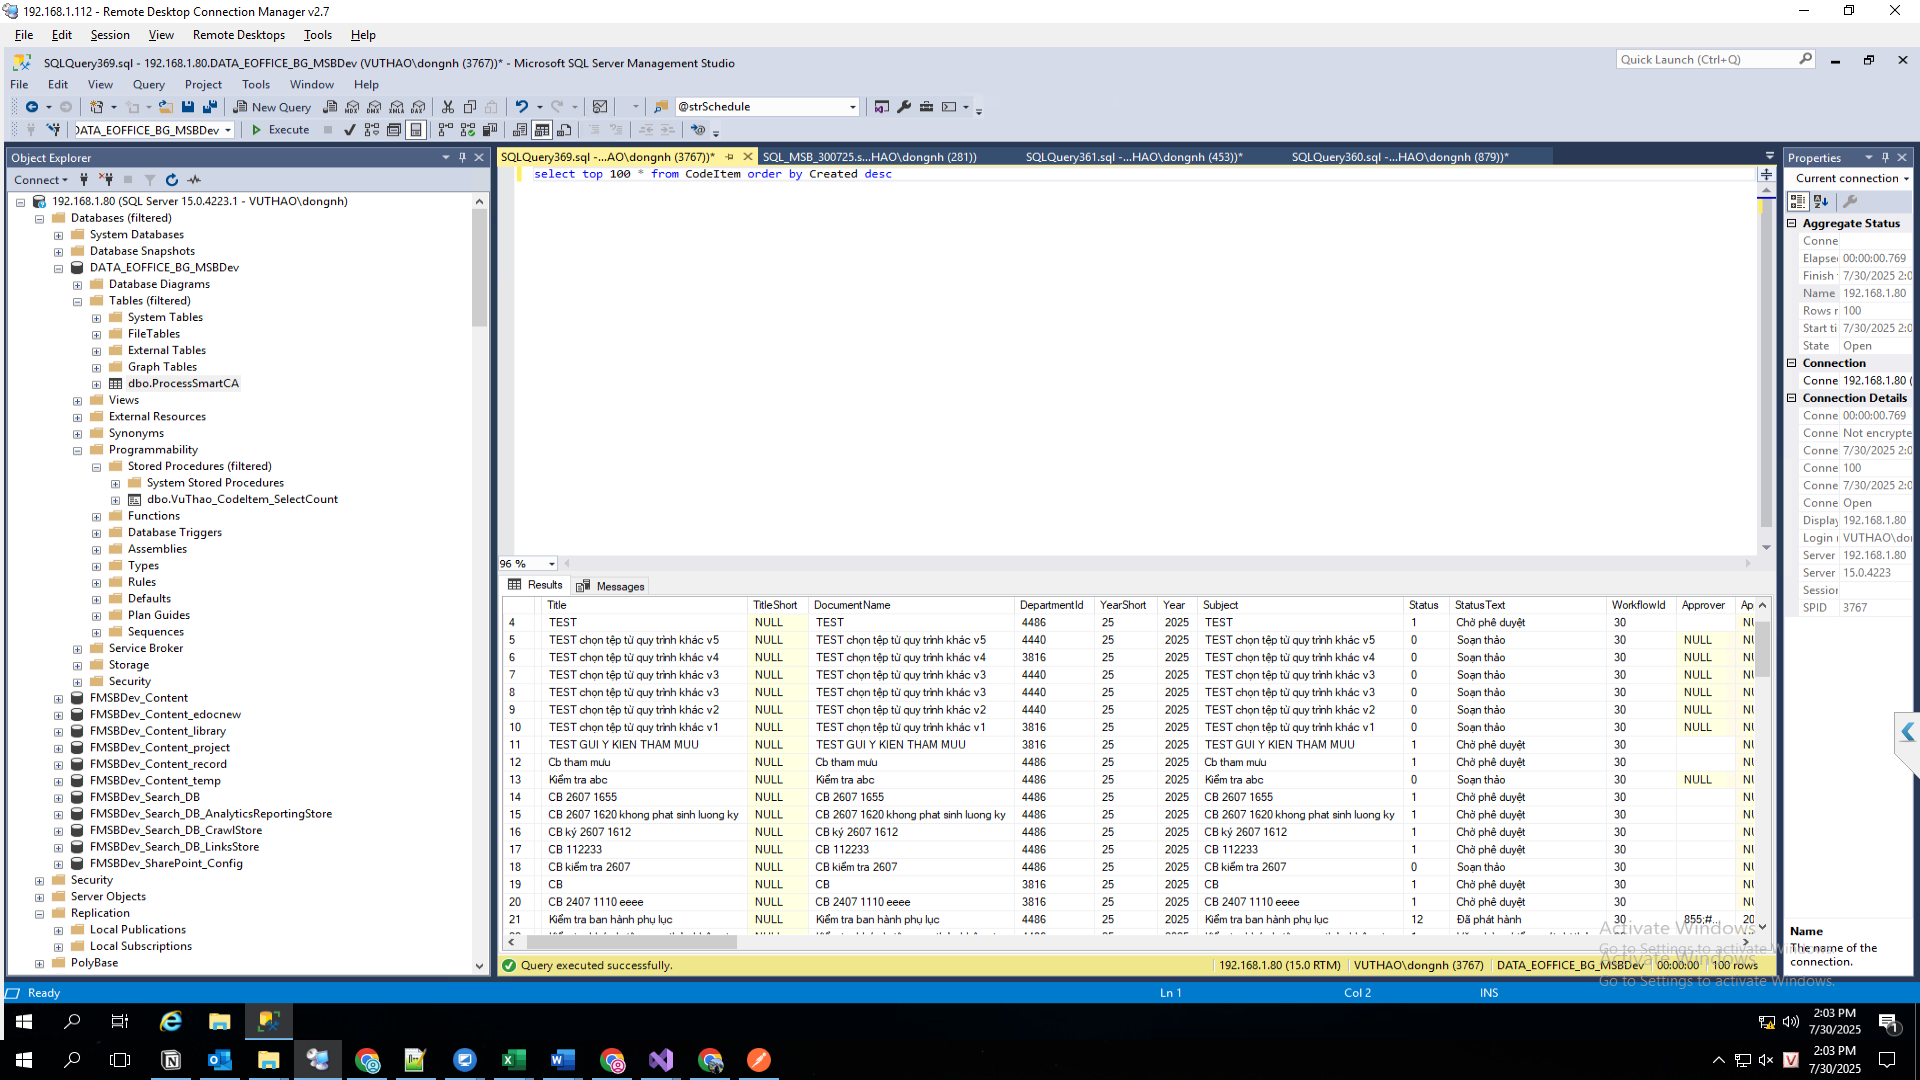 192.168.1.112 - Remote Desktop Connection Manager v2.7
File Edit Session View Remote Desktops Tools Help
SQLQuery369.sql - 192.168.1.80.DATA_EOFFICE_BG_MSBDev (VUTHAO\dongnh (3767))* - Microsoft SQL Server Management Studio
Quick Launch (Ctrl+Q)
File Edit View Query Project Tools Window Help
New Query @strSchedule
DATA_EOFFICE_BG_MSBDev Execute
Object Explorer
Connect
192.168.1.80 (SQL Server 15.0.4223.1 - VUTHAO\dongnh)
Databases (filtered)
System Databases
Database Snapshots
DATA_EOFFICE_BG_MSBDev
Database Diagrams
Tables (filtered)
System Tables
FileTables
External Tables
Graph Tables
dbo.ProcessSmartCA
Views
External Resources
Synonyms
Programmability
Stored Procedures (filtered)
System Stored Procedures
dbo.VuThao_CodeItem_SelectCount
Functions
Database Triggers
Assemblies
Types
Rules
Defaults
Plan Guides
Sequences
Service Broker
Storage
Security
FMSBDev_Content
FMSBDev_Content_edocnew
FMSBDev_Content_library
FMSBDev_Content_project
FMSBDev_Content_record
FMSBDev_Content_temp
FMSBDev_Search_DB
FMSBDev_Search_DB_AnalyticsReportingStore
FMSBDev_Search_DB_CrawlStore
FMSBDev_Search_DB_LinksStore
FMSBDev_SharePoint_Config
Security
Server Objects
Replication
Local Publications
Local Subscriptions
PolyBase
SQLQuery369.sql -...AO\dongnh (3767))* SQL_MSB_300725.s...HAO\dongnh (281)) SQLQuery361.sql -...HAO\dongnh (453))* SQLQuery360.sql -...HAO\dongnh (879))*
select top 100 * from CodeItem order by Created desc
96 %
Results Messages
Title TitleShort DocumentName DepartmentId YearShort Year Subject Status StatusText WorkflowId Approver Ap
4 TEST NULL TEST 4486 25 2025 TEST 1 Chờ phê duyệt 30 NU
5 TEST chọn tệp từ quy trình khác v5 NULL TEST chọn tệp từ quy trình khác v5 4440 25 2025 TEST chọn tệp từ quy trình khác v5 0 Soạn thảo 30 NULL NU
6 TEST chọn tệp từ quy trình khác v4 NULL TEST chọn tệp từ quy trình khác v4 3816 25 2025 TEST chọn tệp từ quy trình khác v4 0 Soạn thảo 30 NULL NU
7 TEST chọn tệp từ quy trình khác v3 NULL TEST chọn tệp từ quy trình khác v3 4440 25 2025 TEST chọn tệp từ quy trình khác v3 0 Soạn thảo 30 NULL NU
8 TEST chọn tệp từ quy trình khác v3 NULL TEST chọn tệp từ quy trình khác v3 4440 25 2025 TEST chọn tệp từ quy trình khác v3 0 Soạn thảo 30 NULL NU
9 TEST chọn tệp từ quy trình khác v2 NULL TEST chọn tệp từ quy trình khác v2 4440 25 2025 TEST chọn tệp từ quy trình khác v2 0 Soạn thảo 30 NULL NU
10 TEST chọn tệp từ quy trình khác v1 NULL TEST chọn tệp từ quy trình khác v1 3816 25 2025 TEST chọn tệp từ quy trình khác v1 0 Soạn thảo 30 NULL NU
11 TEST GUI Y KIEN THAM MUU NULL TEST GUI Y KIEN THAM MUU 3816 25 2025 TEST GUI Y KIEN THAM MUU 1 Chờ phê duyệt 30 NU
12 Cb tham mưu NULL Cb tham mưu 4486 25 2025 Cb tham mưu 1 Chờ phê duyệt 30 NU
13 Kiểm tra abc NULL Kiểm tra abc 4486 25 2025 Kiểm tra abc 0 Soạn thảo 30 NULL NU
14 CB 2607 1655 NULL CB 2607 1655 4486 25 2025 CB 2607 1655 1 Chờ phê duyệt 30 NU
15 CB 2607 1620 khong phat sinh luong ky NULL CB 2607 1620 khong phat sinh luong ky 4486 25 2025 CB 2607 1620 khong phat sinh luong ky 1 Chờ phê duyệt 30 NU
16 CB ký 2607 1612 NULL CB ký 2607 1612 4486 25 2025 CB ký 2607 1612 1 Chờ phê duyệt 30 NU
17 CB 112233 NULL CB 112233 4486 25 2025 CB 112233 1 Chờ phê duyệt 30 NU
18 CB kiểm tra 2607 NULL CB kiểm tra 2607 4486 25 2025 CB kiểm tra 2607 0 Soạn thảo 30 NU
19 CB NULL CB 3816 25 2025 CB 1 Chờ phê duyệt 30 NU
20 CB 2407 1110 eeee NULL CB 2407 1110 eeee 3816 25 2025 CB 2407 1110 eeee 1 Chờ phê duyệt 30 NU
21 Kiểm tra ban hành phụ lục NULL Kiểm tra ban hành phụ lục 4486 25 2025 Kiểm tra ban hành phụ lục 12 Đã phát hành 30 855;#... 20
Query executed successfully.
192.168.1.80 (15.0 RTM) VUTHAO\dongnh (3767) DATA_EOFFICE_BG_MSBDev 00:00:00 100 rows
Properties
Current connection
Aggregate Status
Conne
Elapse 00:00:00.769
Finish 7/30/2025 2:0
Name 192.168.1.80
Rows r 100
Start ti 7/30/2025 2:0
State Open
Connection
Conne 192.168.1.80 (
Connection Details
Conne 00:00:00.769
Conne Not encrypte
Conne 7/30/2025 2:0
Conne 100
Conne 7/30/2025 2:0
Conne Open
Display 192.168.1.80
Login VUTHAO\do
Server 192.168.1.80
Server 15.0.4223
Session
SPID 3767
Name
The name of the connection.
Activate Windows
Go to Settings to activate Windows.
Activate Windows
Go to Settings to activate Windows.
Ready Ln 1 Col 2 INS
2:03 PM
7/30/2025
1
2:03 PM
7/30/2025